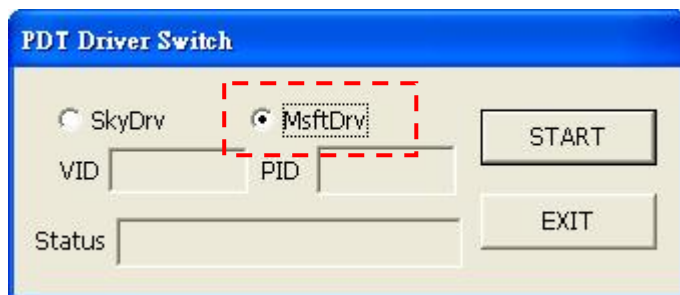 PDT Driver Switch
SkyDrv MsftDrv START
VID PID
Status EXIT